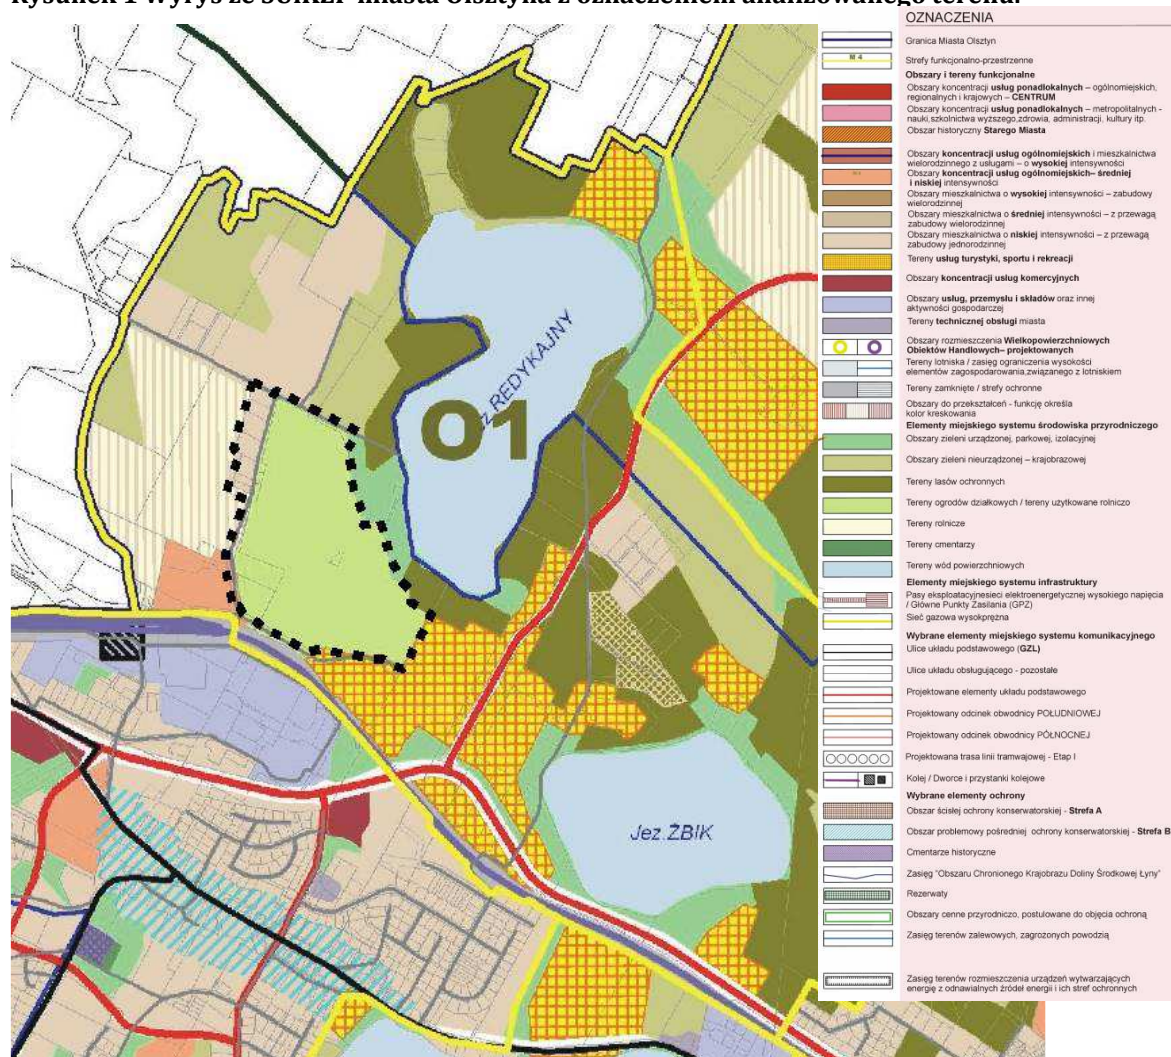 Rysunek 1 Wyrys ze SUiKZP miasta Olsztyna z oznaczeniem analizowanego terenu.
OZNACZENIA
Granica Miasta Olsztyn
M 4
Strefy funkcjonalno-przestrzenne
Obszary i tereny funkcjonalne
Obszary koncentracji usług ponadlokalnych – ogólnomiejskich,
regionalnych i krajowych – CENTRUM
Obszary koncentracji usług ponadlokalnych – metropolitalnych -
nauki,szkolnictwa wyższego,zdrowia, administracji, kultury itp.
Obszar historyczny Starego Miasta
Obszary koncentracji usług ogólnomiejskich i mieszkalnictwa
wielorodzinnego z usługami – o wysokiej intensywności
Obszary koncentracji usług ogólnomiejskich– średniej
i niskiej intensywności
Obszary mieszkalnictwa o wysokiej intensywności – zabudowy
wielorodzinnej
Obszary mieszkalnictwa o średniej intensywności – z przewagą
zabudowy wielorodzinnej
Obszary mieszkalnictwa o niskiej intensywności – z przewagą
zabudowy jednorodzinnej
Tereny usług turystyki, sportu i rekreacji
Obszary koncentracji usług komercyjnych
Obszary usług, przemysłu i składów oraz innej
aktywności gospodarczej
Tereny technicznej obsługi miasta
Obszary rozmieszczenia Wielkopowierzchniowych
Obiektów Handlowych– projektowanych
Tereny lotniska / zasięg ograniczenia wysokości
elementów zagospodarowania,związanego z lotniskiem
Tereny zamknięte / strefy ochronne
Obszary do przekształceń - funkcję określa
kolor kreskowania
Elementy miejskiego systemu środowiska przyrodniczego
Obszary zieleni urządzonej, parkowej, izolacyjnej
Obszary zieleni nieurządzonej – krajobrazowej
Tereny lasów ochronnych
Tereny ogrodów działkowych / tereny użytkowane rolniczo
Tereny rolnicze
Tereny cmentarzy
Tereny wód powierzchniowych
Elementy miejskiego systemu infrastruktury
Pasy eksploatacyjnesieci elektroenergetycznej wysokiego napięcia
/ Główne Punkty Zasilania (GPZ)
Sieć gazowa wysokoprężna
Wybrane elementy miejskiego systemu komunikacyjnego
Ulice układu podstawowego (GZL)
Ulice układu obsługującego - pozostałe
Projektowane elementy układu podstawowego
Projektowany odcinek obwodnicy POŁUDNIOWEJ
Projektowany odcinek obwodnicy PÓŁNOCNEJ
Projektowana trasa linii tramwajowej - Etap I
Kolej / Dworce i przystanki kolejowe
Wybrane elementy ochrony
Obszar ścisłej ochrony konserwatorskiej - Strefa A
Obszar problemowy pośredniej ochrony konserwatorskiej - Strefa B
Cmentarze historyczne
Zasięg "Obszaru Chronionego Krajobrazu Doliny Środkowej Łyny"
Rezerwaty
Obszary cenne przyrodniczo, postulowane do objęcia ochroną
Zasięg terenów zalewowych, zagrożonych powodzią
Zasięg terenów rozmieszczenia urządzeń wytwarzających
energię z odnawialnych źródeł energii i ich stref ochronnych
z REDYKAJNY
O1
Jez. ŻBIK